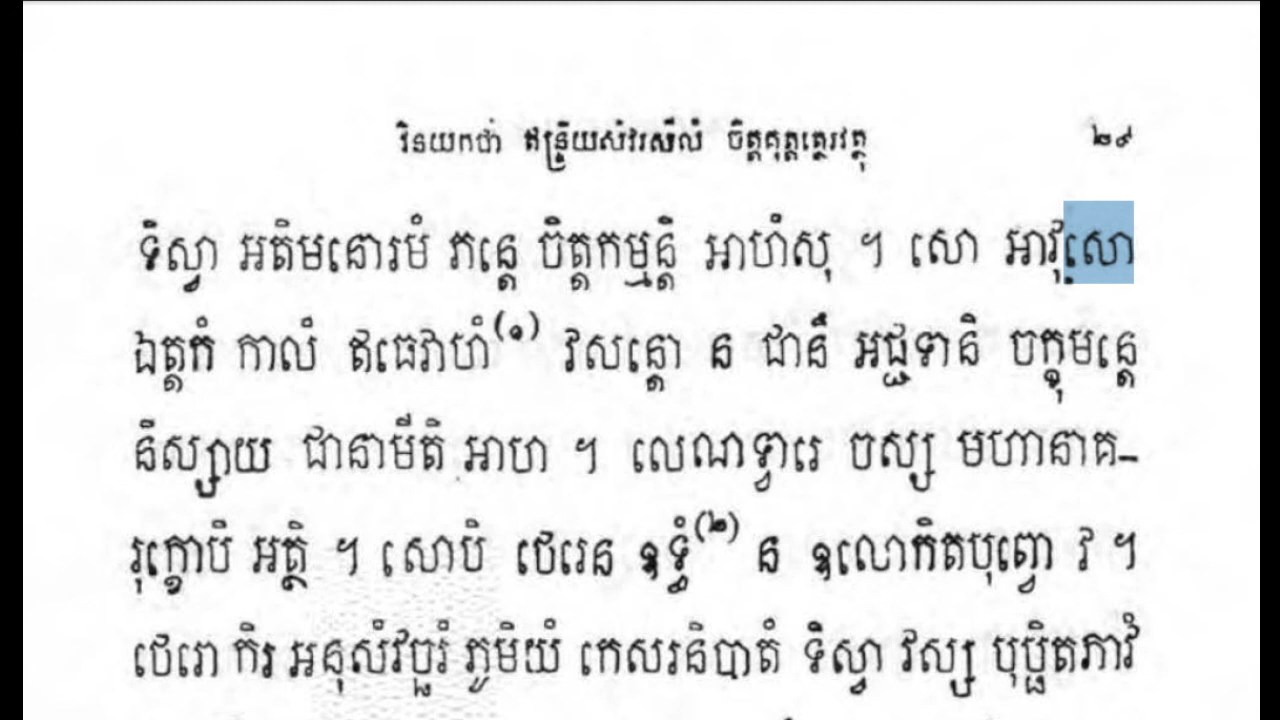 វិនយកថា ឥន្ទ្រិយសំវរសីលំ ចិត្តគុត្តត្ថេរវត្ថុ ២៩
ទិស្វា អតិមនោរមំ ភន្តេ ចិត្តកម្មន្តិ អាហំសុ ។ សោ អាវុសោ
ឯត្តកំ កាលំ ឥធេវាហំ(១) វសន្តោ ន ជានំ អជ្ជទានិ ចក្ខុមន្តេ
និស្សាយ ជានាមីតិ អាហ ។ លេណទ្វារេ ចស្ស មហានាគ-
រុក្ខោបិ អត្ថិ ។ សោបិ ថេរេន ឧទ្ធំ(២) ន ឧលោកិតបុព្វោ វ ។
ថេរោ កិរ អនុសំវច្ឆរំ ភូមិយំ កេសរនិបាតំ ទិស្វា វស្ស បុប្ផិតភាវំ